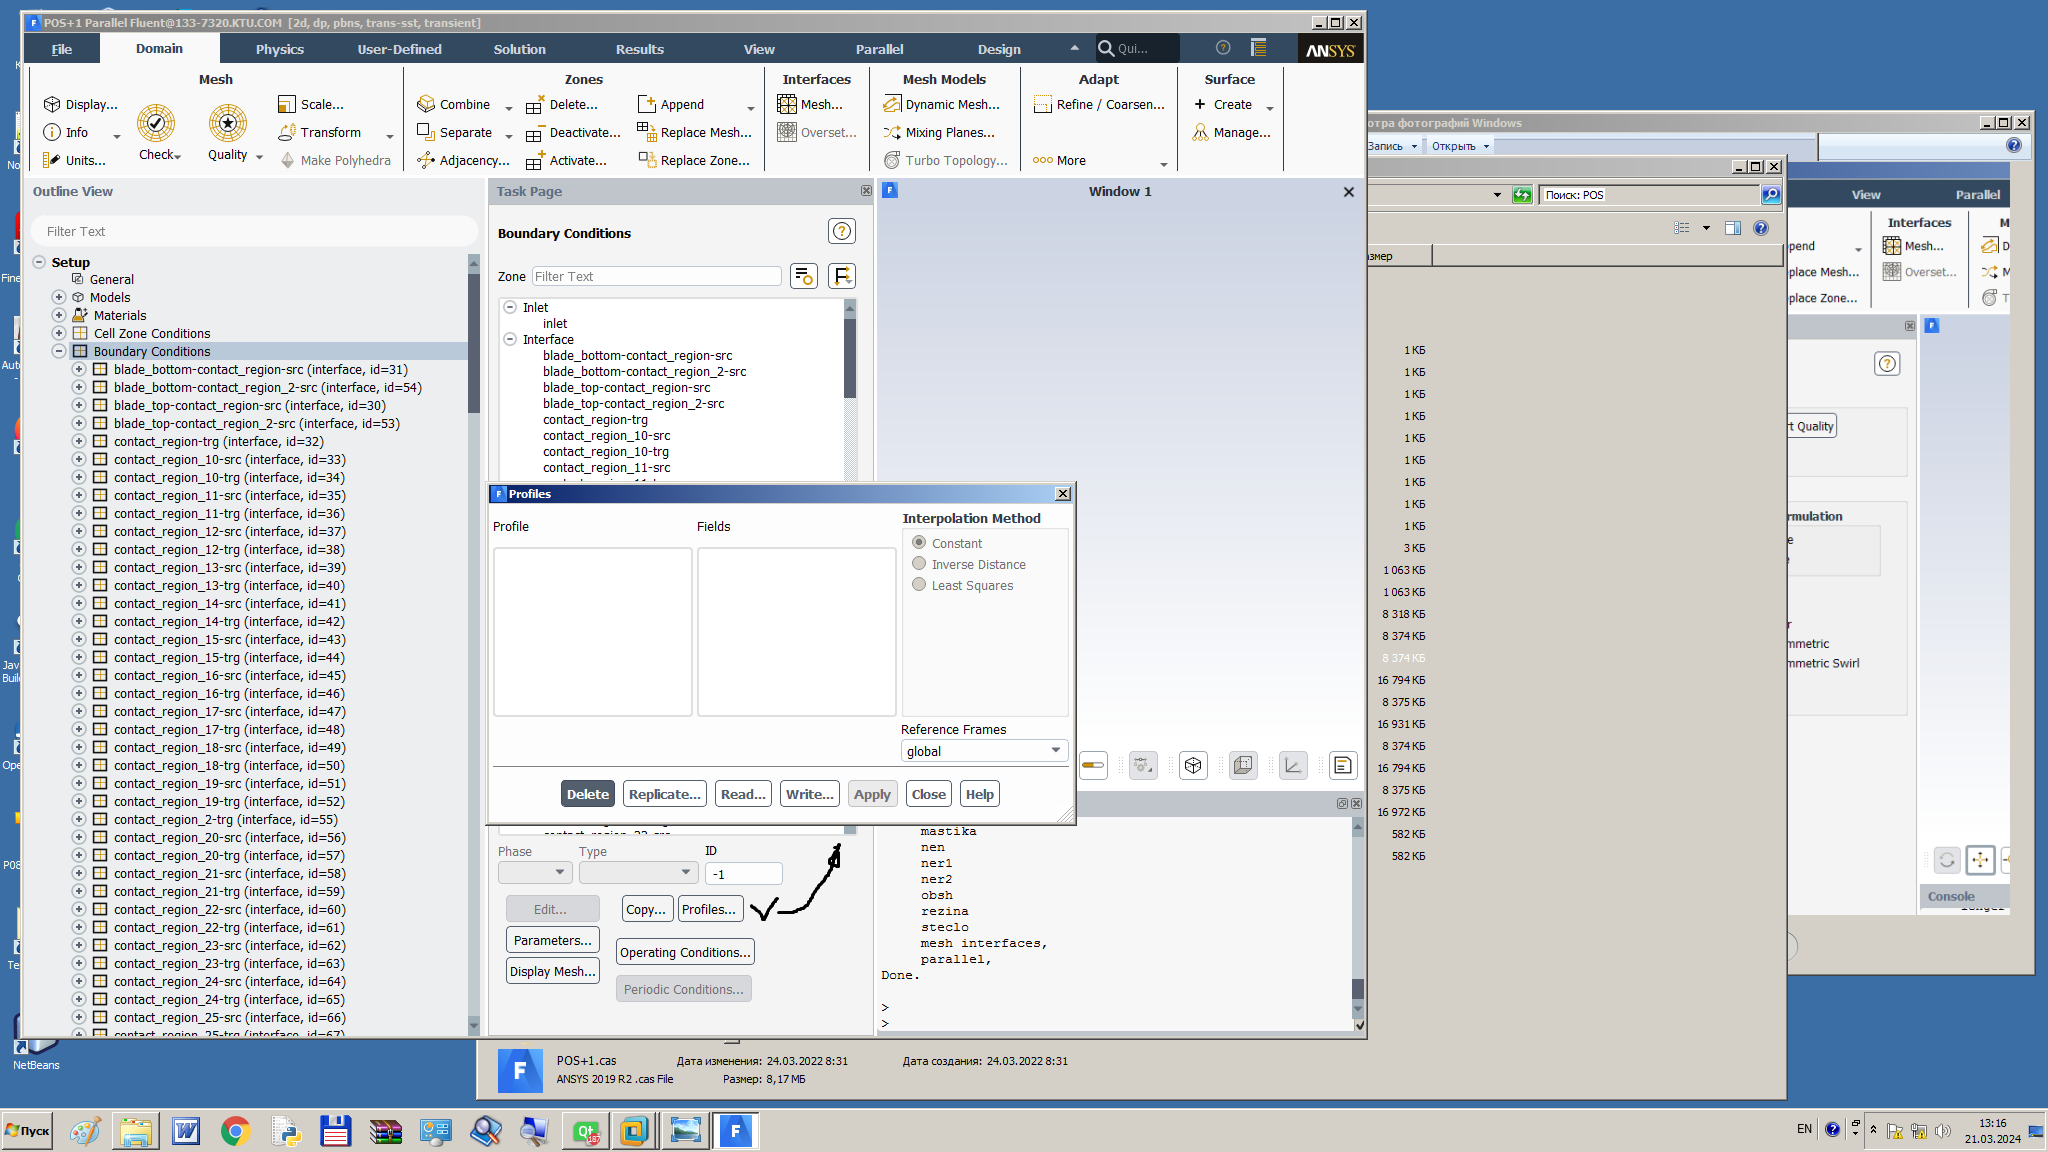 POS+1 Parallel Fluent@133-7320.KTU.COM [2d, dp, pbns, trans-sst, transient]
File Domain Physics User-Defined Solution Results View Parallel Design Qui... ANSYS
Mesh
Display...
Info
Units...
Check
Quality
Scale...
Transform
Make Polyhedra
Zones
Combine
Separate
Adjacency...
Delete...
Deactivate...
Activate...
Append
Replace Mesh...
Replace Zone...
Interfaces
Mesh...
Overset...
Mesh Models
Dynamic Mesh...
Mixing Planes...
Turbo Topology...
Adapt
Refine / Coarsen...
More
Surface
Create
Manage...
Outline View
Filter Text
Setup
General
Models
Materials
Cell Zone Conditions
Boundary Conditions
blade_bottom-contact_region-src (interface, id=31)
blade_bottom-contact_region_2-src (interface, id=54)
blade_top-contact_region-src (interface, id=30)
blade_top-contact_region_2-src (interface, id=53)
contact_region-trg (interface, id=32)
contact_region_10-src (interface, id=33)
contact_region_10-trg (interface, id=34)
contact_region_11-src (interface, id=35)
contact_region_11-trg (interface, id=36)
contact_region_12-src (interface, id=37)
contact_region_12-trg (interface, id=38)
contact_region_13-src (interface, id=39)
contact_region_13-trg (interface, id=40)
contact_region_14-src (interface, id=41)
contact_region_14-trg (interface, id=42)
contact_region_15-src (interface, id=43)
contact_region_15-trg (interface, id=44)
contact_region_16-src (interface, id=45)
contact_region_16-trg (interface, id=46)
contact_region_17-src (interface, id=47)
contact_region_17-trg (interface, id=48)
contact_region_18-src (interface, id=49)
contact_region_18-trg (interface, id=50)
contact_region_19-src (interface, id=51)
contact_region_19-trg (interface, id=52)
contact_region_2-trg (interface, id=55)
contact_region_20-src (interface, id=56)
contact_region_20-trg (interface, id=57)
contact_region_21-src (interface, id=58)
contact_region_21-trg (interface, id=59)
contact_region_22-src (interface, id=60)
contact_region_22-trg (interface, id=61)
contact_region_23-src (interface, id=62)
contact_region_23-trg (interface, id=63)
contact_region_24-src (interface, id=64)
contact_region_24-trg (interface, id=65)
contact_region_25-src (interface, id=66)
contact_region_25-trg (interface, id=67)
Task Page
Boundary Conditions
Zone Filter Text
Inlet
inlet
Interface
blade_bottom-contact_region-src
blade_bottom-contact_region_2-src
blade_top-contact_region-src
blade_top-contact_region_2-src
contact_region-trg
contact_region_10-src
contact_region_10-trg
contact_region_11-src
Profiles
Profile
Fields
Interpolation Method
Constant
Inverse Distance
Least Squares
Reference Frames
global
Delete Replicate... Read... Write... Apply Close Help
contact_region_22-src
Phase Type ID
-1
Edit... Copy... Profiles...
Parameters... Operating Conditions...
Display Mesh... Periodic Conditions...
Window 1
mastika
nen
ner1
ner2
obsh
rezina
steclo
mesh interfaces,
parallel,
Done.
>
>
отра фотографий Windows
Запись Открыть
Поиск: POS
змер
1 КБ
1 КБ
1 КБ
1 КБ
1 КБ
1 КБ
1 КБ
1 КБ
1 КБ
3 КБ
1 063 КБ
1 063 КБ
8 318 КБ
8 374 КБ
8 374 КБ
16 794 КБ
8 375 КБ
16 931 КБ
8 374 КБ
16 794 КБ
8 375 КБ
16 972 КБ
582 КБ
582 КБ
View Parallel
Interfaces
pend Mesh...
place Mesh... Overset...
place Zone...
rt Quality
rmulation
mmetric
mmetric Swirl
Console
POS+1.cas Дата изменения: 24.03.2022 8:31 Дата создания: 24.03.2022 8:31
ANSYS 2019 R2 .cas File Размер: 8,17 МБ
NetBeans
Пуск
EN
13:16
21.03.2024